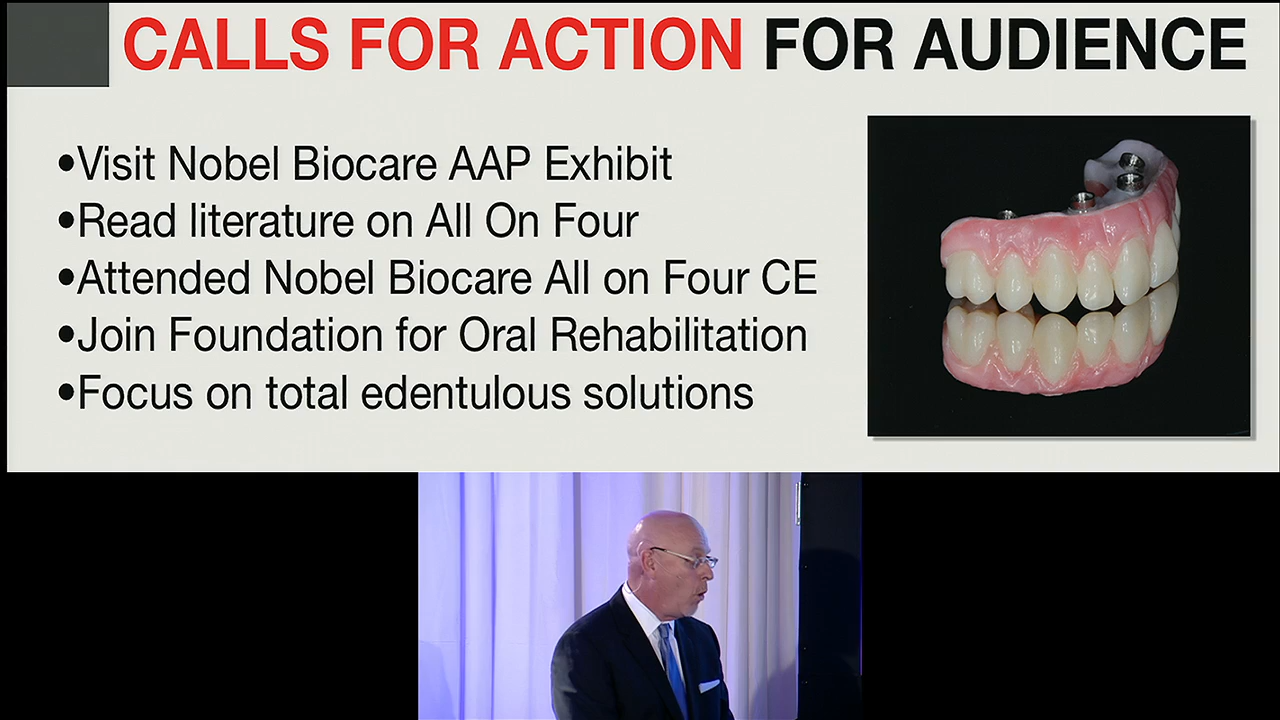 CALLS FOR ACTION FOR AUDIENCE
•Visit Nobel Biocare AAP Exhibit
•Read literature on All On Four
•Attended Nobel Biocare All on Four CE
•Join Foundation for Oral Rehabilitation
•Focus on total edentulous solutions